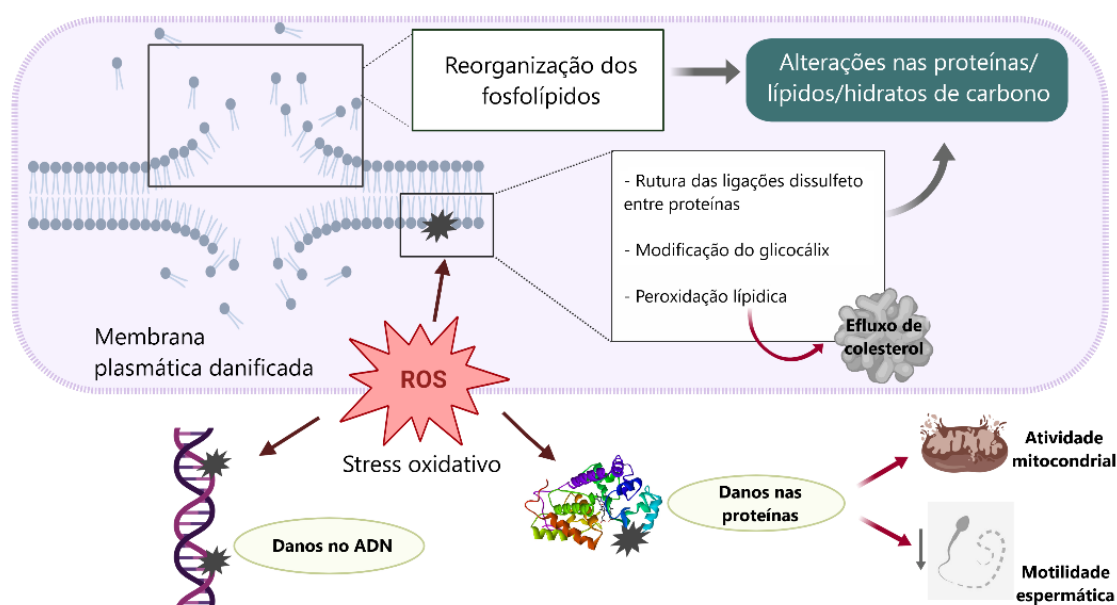 Reorganização dos
fosfolípidos
Alterações nas proteínas/
lípidos/hidratos de carbono
- Rutura das ligações dissulfeto
entre proteínas
- Modificação do glicocálix
- Peroxidação lípidica
Efluxo de
colesterol
Membrana
plasmática danificada
ROS
Stress oxidativo
Danos no ADN
Danos nas
proteínas
Atividade
mitocondrial
Motilidade
espermática